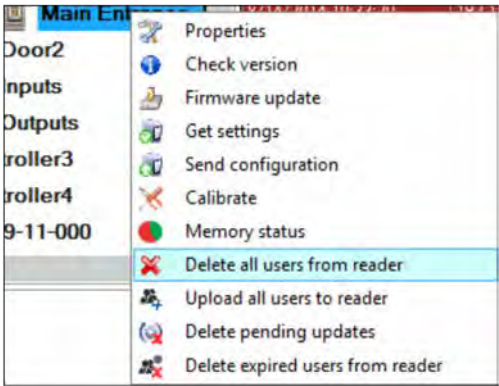 Main Entrance
Properties
Door2
Check version
nputs
Firmware update
Outputs
Get settings
troller3
Send configuration
troller4
Calibrate
9-11-000
Memory status
Delete all users from reader
Upload all users to reader
Delete pending updates
Delete expired users from reader